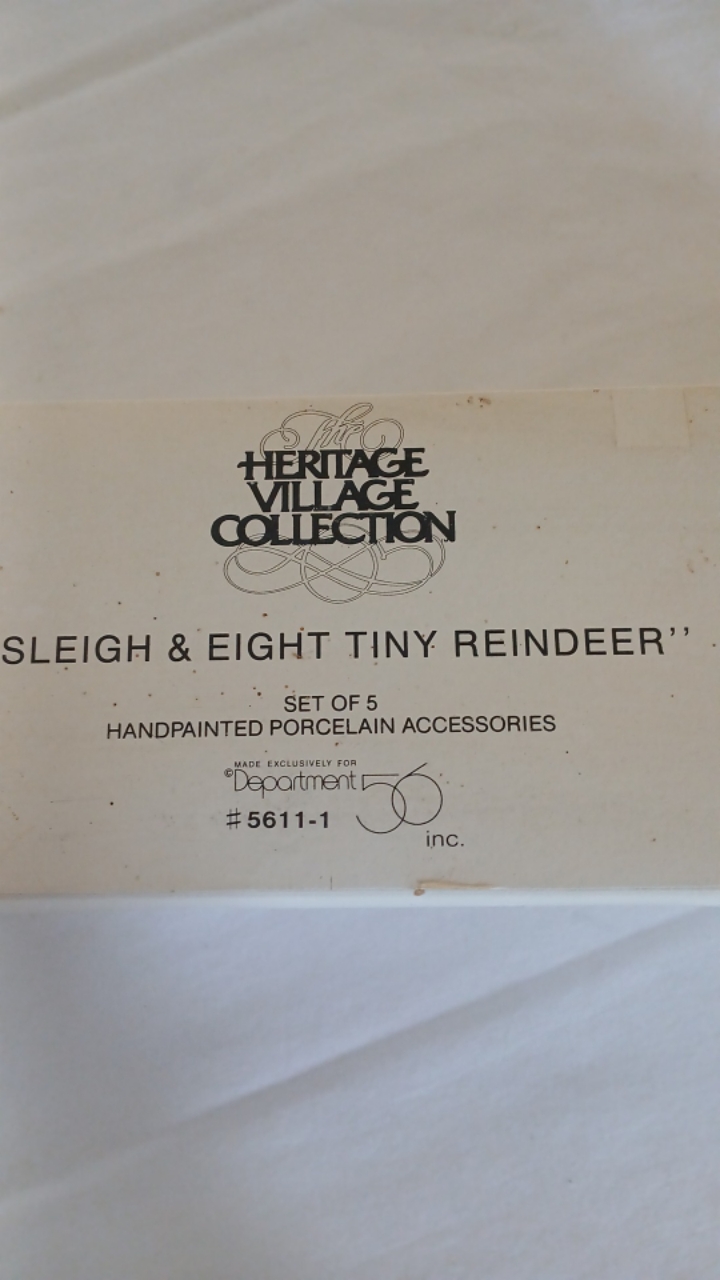 The
HERITAGE
VILLAGE
COLLECTION
SLEIGH & EIGHT TINY REINDEER’’
SET OF 5
HANDPAINTED PORCELAIN ACCESSORIES
MADE EXCLUSIVELY FOR
©Department 56
#5611-1
inc.